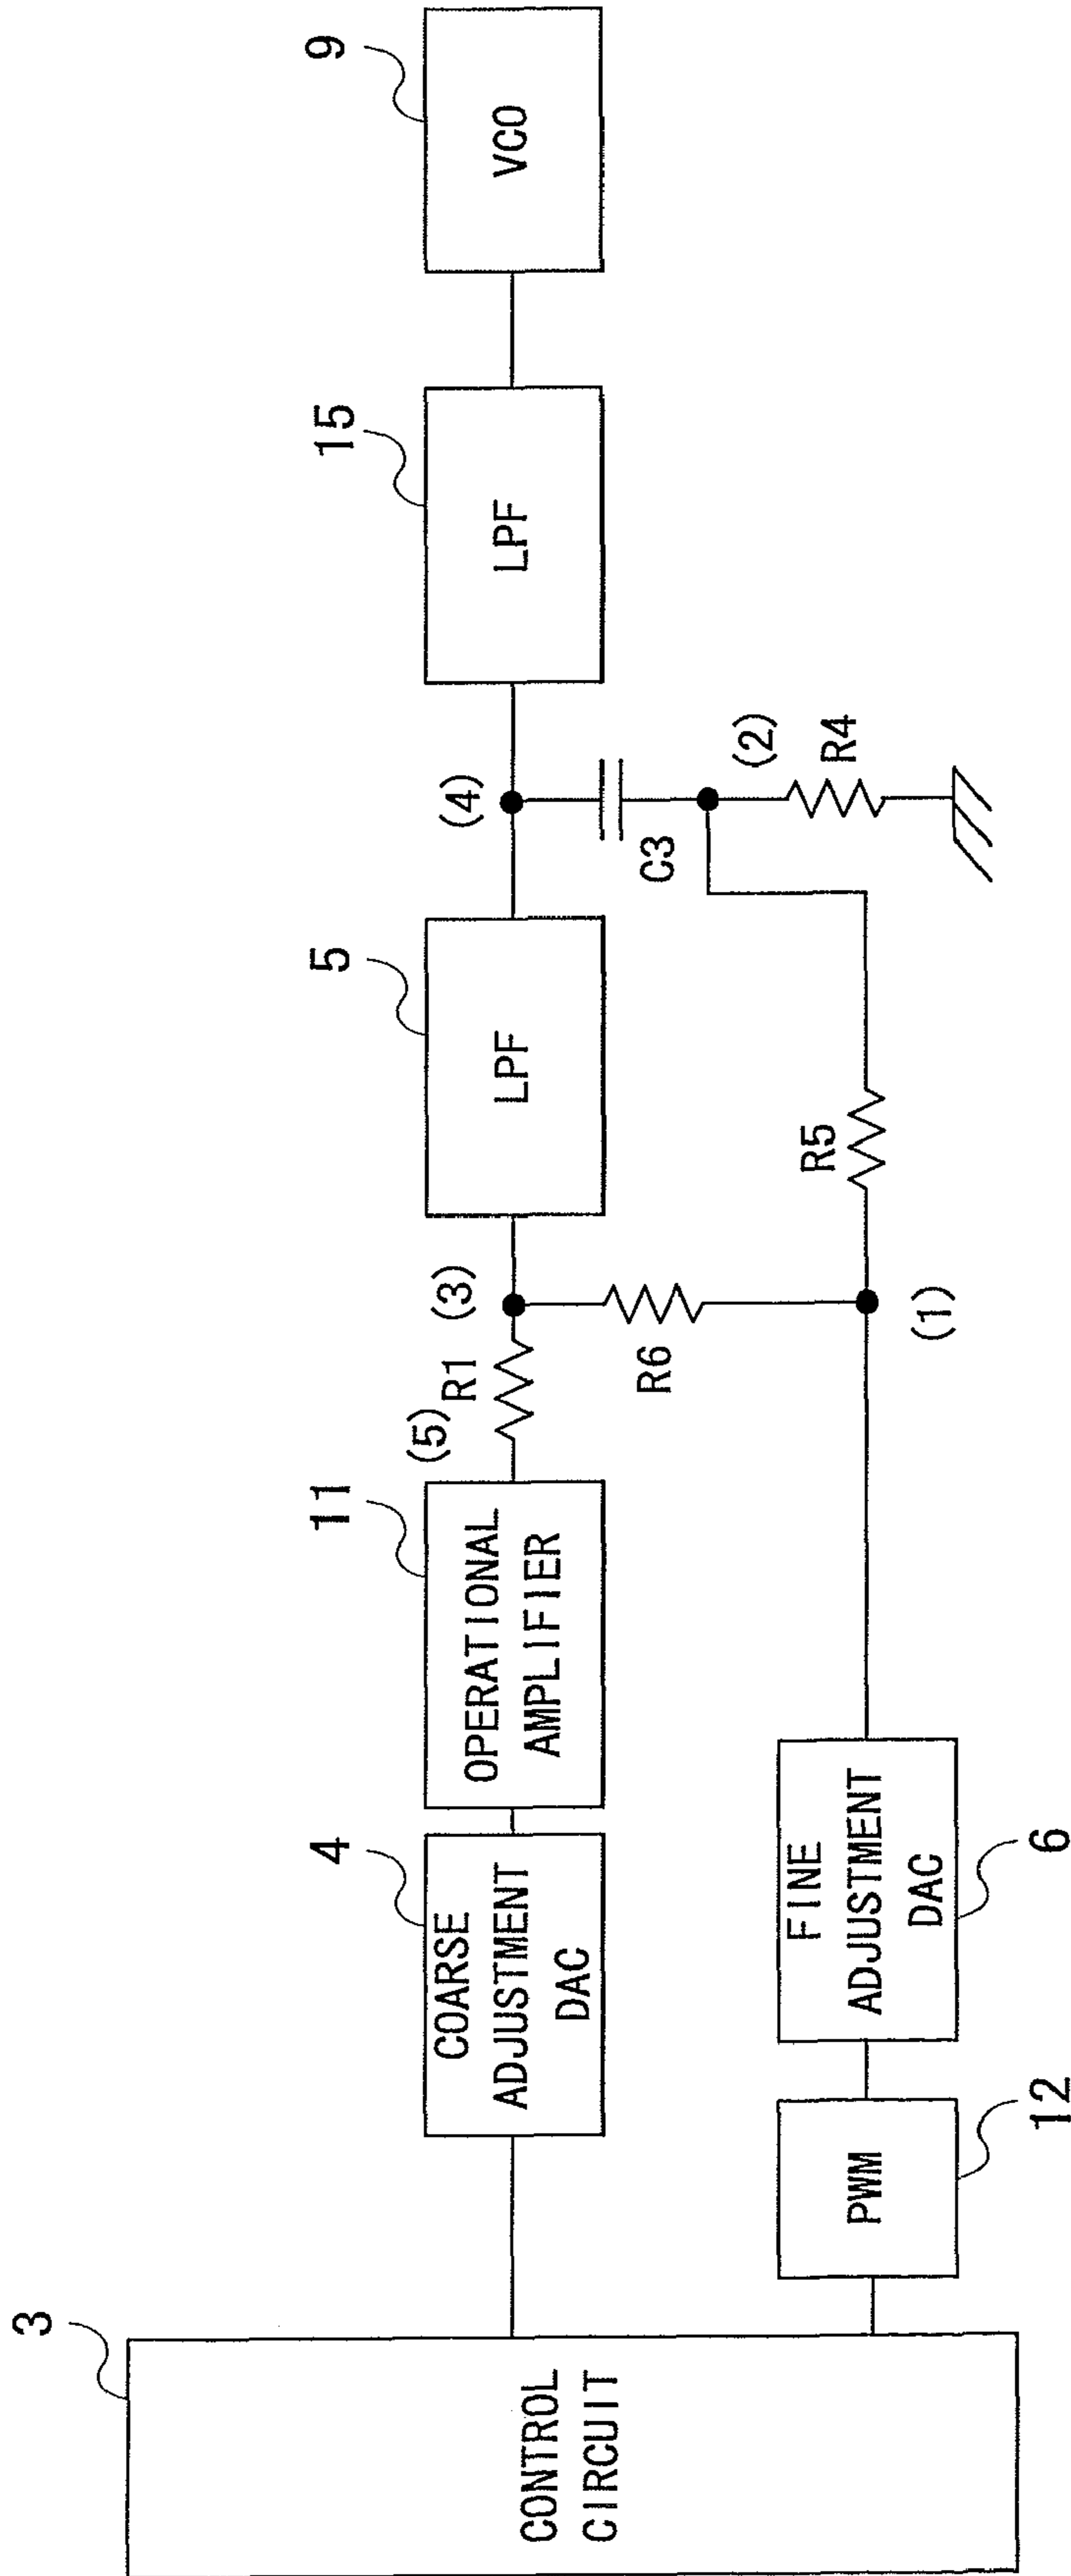 3
CONTROL
CIRCUIT
4
COARSE
ADJUSTMENT
DAC
11
OPERATIONAL
AMPLIFIER
(5)
R1
(3)
5
LPF
(4)
15
LPF
9
VCO
R6
C3
(2)
R4
R5
(1)
PWM
12
FINE
ADJUSTMENT
DAC
6